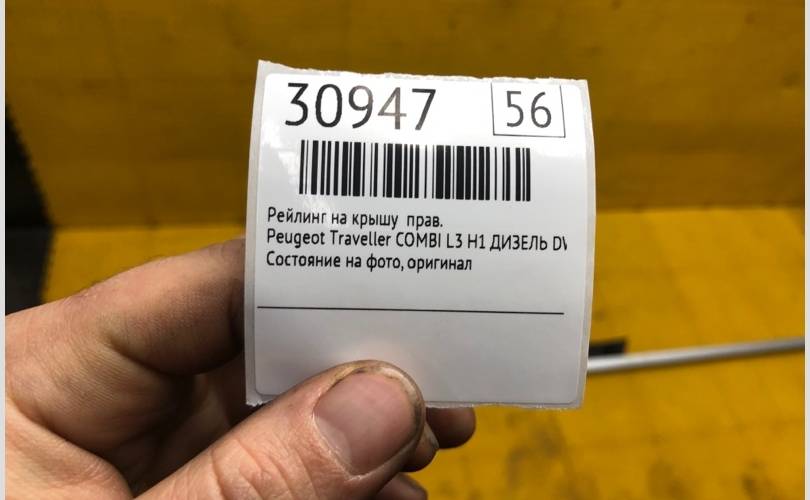 30947 56
Рейлинг на крышу прав.
Peugeot Traveller COMBI L3 H1 ДИЗЕЛЬ
Состояние на фото, оригинал